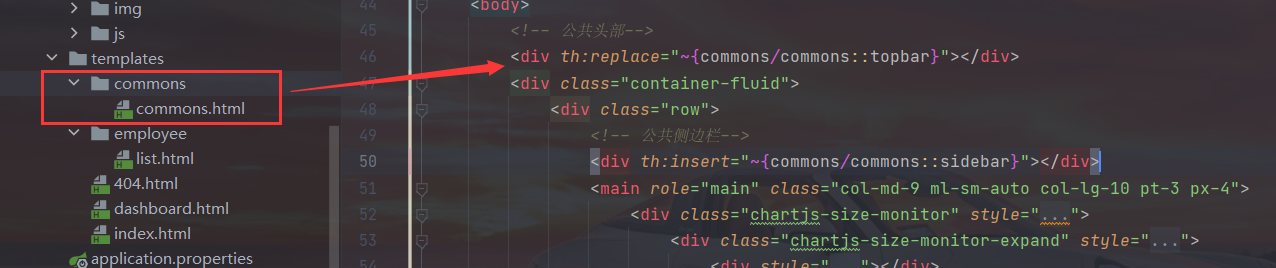 img
js
templates
commons
commons.html
employee
list.html
404.html
dashboard.html
index.html
application.properties
44 <body>
45 <!-- 公共头部-->
46 <div th:replace="~{commons/commons::topbar}"></div>
47 <div class="container-fluid">
48 <div class="row">
49 <!-- 公共侧边栏-->
50 <div th:insert="~{commons/commons::sidebar}"></div>
51 <main role="main" class="col-md-9 ml-sm-auto col-lg-10 pt-3 px-4">
52 <div class="chartjs-size-monitor" style="...">
53 <div class="chartjs-size-monitor-expand" style="...">
54 <div style="..."></div>